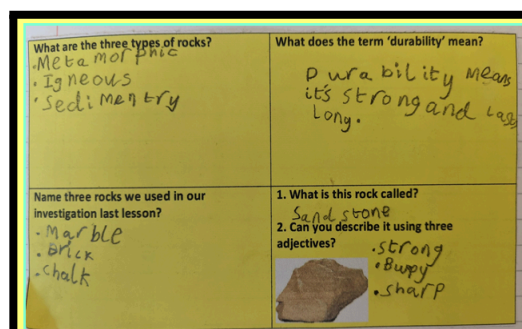 What are the three types of rocks?
•Metamorphic
•Igneous
•Sedimentry
What does the term 'durability' mean?
Durability means
it's strong and lass
Long.
Name three rocks we used in our
investigation last lesson?
•Marble
•Brick
•chalk
1. What is this rock called?
Sand stone
2. Can you describe it using three
adjectives?
•strong
•Bumpy
•sharp